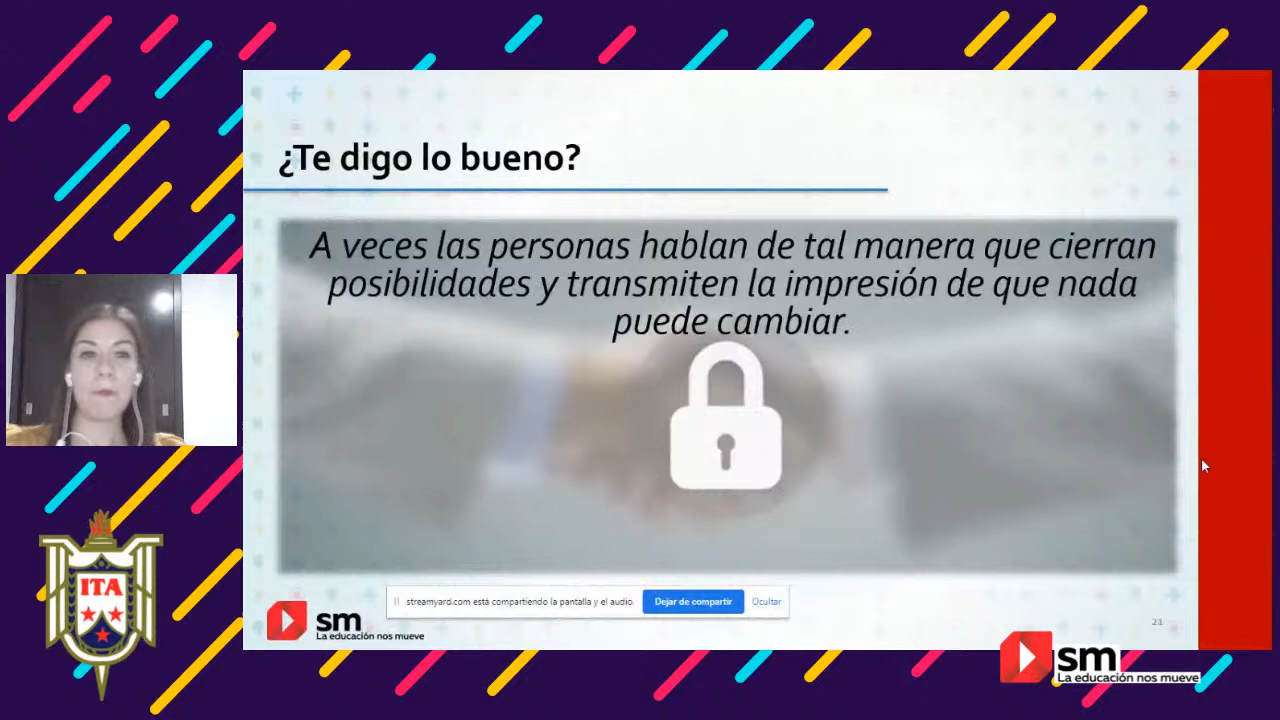 ¿Te digo lo bueno?
A veces las personas hablan de tal manera que cierran
posibilidades y transmiten la impresión de que nada
puede cambiar.
streamyard.com está compartiendo la pantalla y el audio.
Dejar de compartir
Ocultar
sm
La educación nos mueve
21
ITA
sm
La educación nos mueve